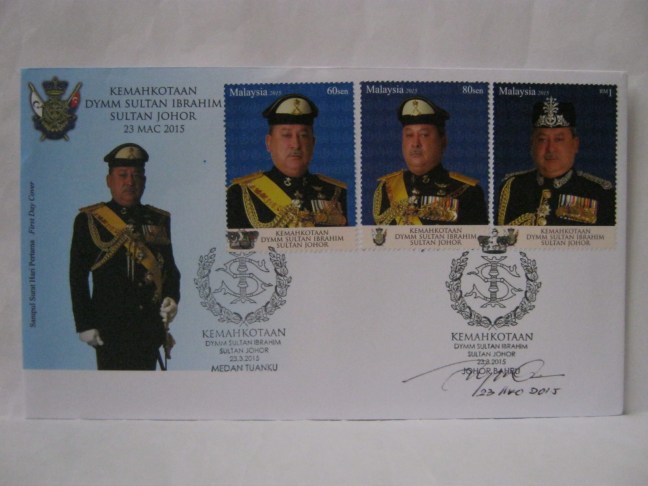 KEMAHKOTAAN
DYMM SULTAN IBRAHIM
SULTAN JOHOR
23 MAC 2015
Sampul Surat Hari Pertama First Day Cover
Malaysia 2015 60SEN
KEMAHKOTAAN
DYMM SULTAN IBRAHIM
SULTAN JOHOR
Malaysia 2015 80SEN
KEMAHKOTAAN
DYMM SULTAN IBRAHIM
SULTAN JOHOR
Malaysia 2015 RM1
KEMAHKOTAAN
DYMM SULTAN IBRAHIM
SULTAN JOHOR
KEMAHKOTAAN
DYMM SULTAN IBRAHIM
SULTAN JOHOR
23.3.2015
MEDAN TUANKU
KEMAHKOTAAN
DYMM SULTAN IBRAHIM
SULTAN JOHOR
23.3.2015
JOHOR BAHRU